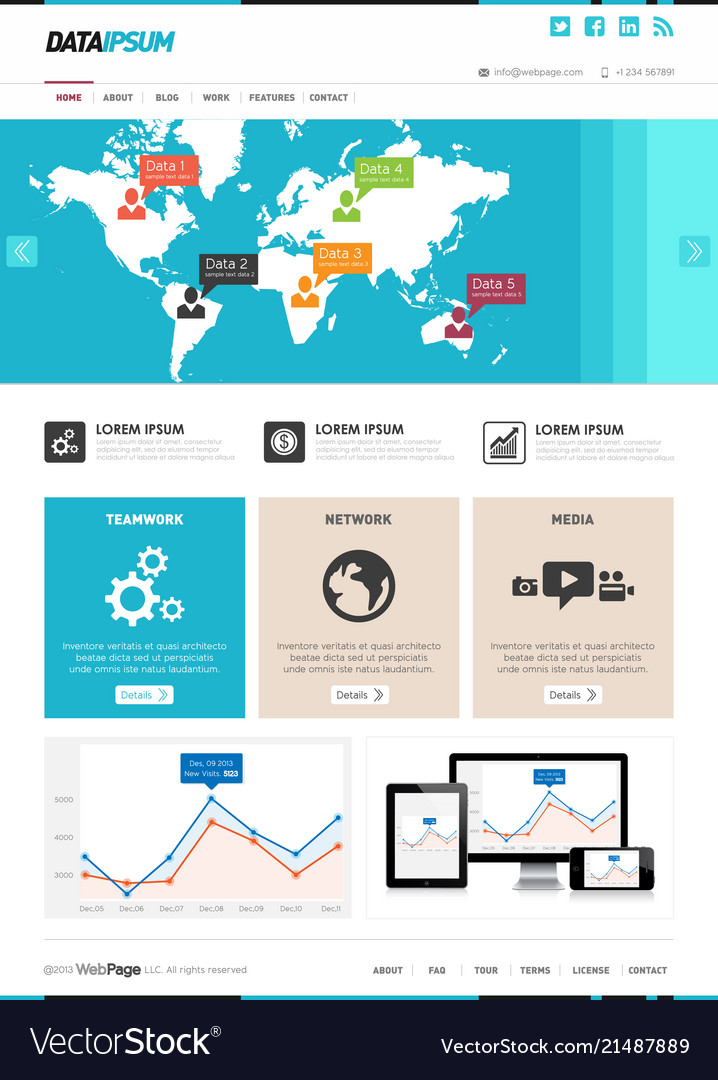 DATAIPSUM
info@webpage.com
+1 234 567891
HOME
ABOUT
BLOG
WORK
FEATURES
CONTACT
Data 1
sample text data 1
Data 4
sample text data 4
Data 3
sample text data 3
Data 2
sample text data 2
Data 5
sample text data 5
LOREM IPSUM
Lorem ipsum dolor sit amet, consectetur
adipisicing elit, sed do eiusmod tempor
incididunt ut labore et dolore magna aliqua
LOREM IPSUM
Lorem ipsum dolor sit amet, consectetur
adipisicing elit, sed do eiusmod tempor
incididunt ut labore et dolore magna aliqua
LOREM IPSUM
Lorem ipsum dolor sit amet, consectetur
adipisicing elit, sed do eiusmod tempor
incididunt ut labore et dolore magna aliqua
TEAMWORK
Inventore veritatis et quasi architecto
beatae dicta sed ut perspiciatis
unde omnis iste natus laudantium.
Details
NETWORK
Inventore veritatis et quasi architecto
beatae dicta sed ut perspiciatis
unde omnis iste natus laudantium.
Details
MEDIA
Inventore veritatis et quasi architecto
beatae dicta sed ut perspiciatis
unde omnis iste natus laudantium.
Details
Des, 09 2013
New Visits. 5123
5000
4000
3000
Dec,05 Dec,06 Dec,07 Dec,08 Dec,09 Dec,10 Dec,11
Des, 09 2013
New Visits. 5123
@2013 WebPage LLC. All rights reserved
ABOUT
FAQ
TOUR
TERMS
LICENSE
CONTACT
VectorStock®
VectorStock.com/21487889